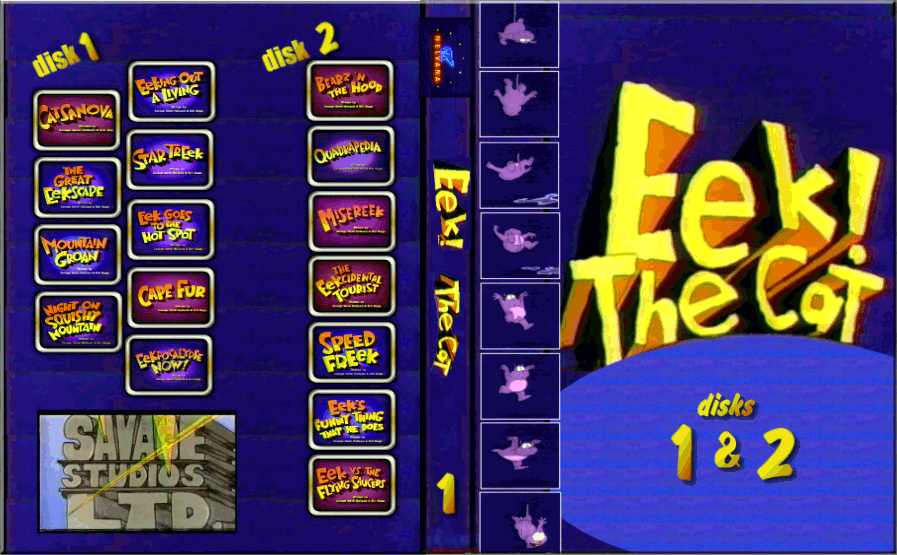 disk 1
CATSANOVA
THE
GREAT
EEKSCAPE
MOUNTAIN
GROAN
NIGHT ON
SQUISHY
MOUNTAIN
EEKING OUT
A LIVING
STAR TREEK
EEK GOES
TO THE
HOT SPOT
CAPE FUR
EEKPOCALYPSE
NOW!
SAVAGE
STUDIOS
LTD.
disk 2
BEARZ 'N
THE HOOD
QUADRAPEDIA
MISEREEK
THE
EEKCIDENTAL
TOURIST
SPEED
FREEK
EEK'S
FUNNY THING
THAT HE DOES
EEK VS. THE
FLYING SAUCERS
NELVANA
Eek! The Cat
1
Eek!
The Cat
disks
1 & 2